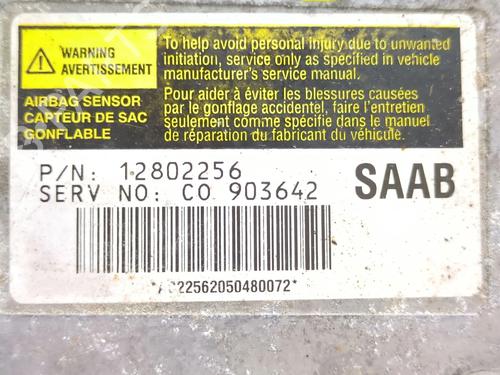 WARNING
AVERTISSEMENT
AIRBAG SENSOR
CAPTEUR DE SAC
GONFLABLE
To help avoid personal injury due to unwanted
initiation, service only as specified in vehicle
manufacturer's service manual.
Pour aider à éviter les blessures causées
par le gonflage accidentel, faire l'entretien
seulement comme spécifié dans le manuel
de réparation du fabricant du véhicule.
P/N: 12802256
SERV NO: CO 903642
SAAB